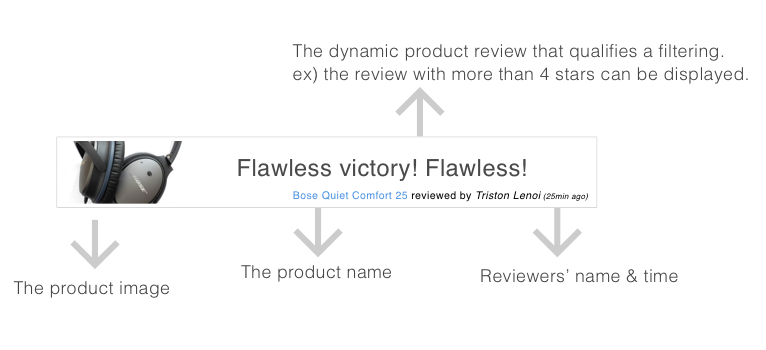 The dynamic product review that qualifies a filtering.
ex) the review with more than 4 stars can be displayed.
Flawless victory! Flawless!
BOSE
Bose Quiet Comfort 25 reviewed by Triston Lenoi (25min ago)
The product image
The product name
Reviewers’ name & time